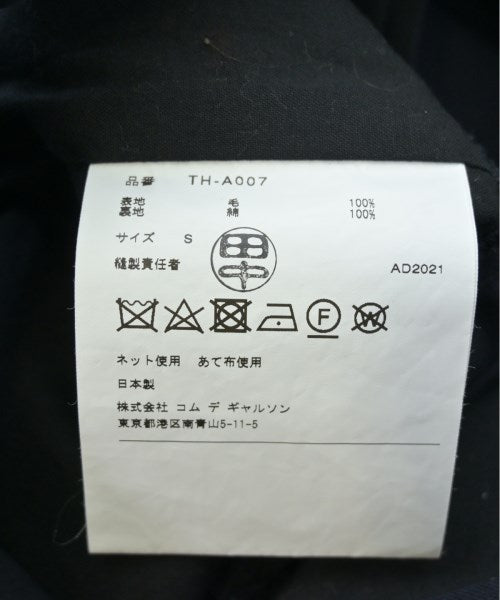 品番 TH-A007
表地 毛 100%
裏地 綿 100%
サイズ S
田中
縫製責任者
AD2021
F W
ネット使用 あて布使用
日本製
株式会社 コム デ ギャルソン
東京都港区南青山5-11-5